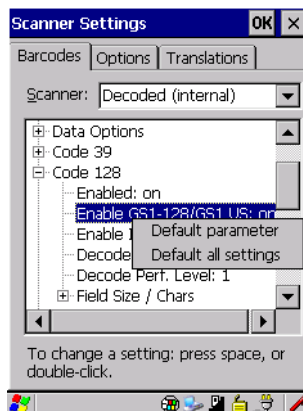 Scanner Settings OK ×
Barcodes Options Translations
Scanner: Decoded (internal)
Data Options
Code 39
Code 128
Enabled: on
Enable GS1-128/GS1 US: on
Enable
Default parameter
Decode
Default all settings
Decode Perf. Level: 1
Field Size / Chars
To change a setting: press space, or
double-click.